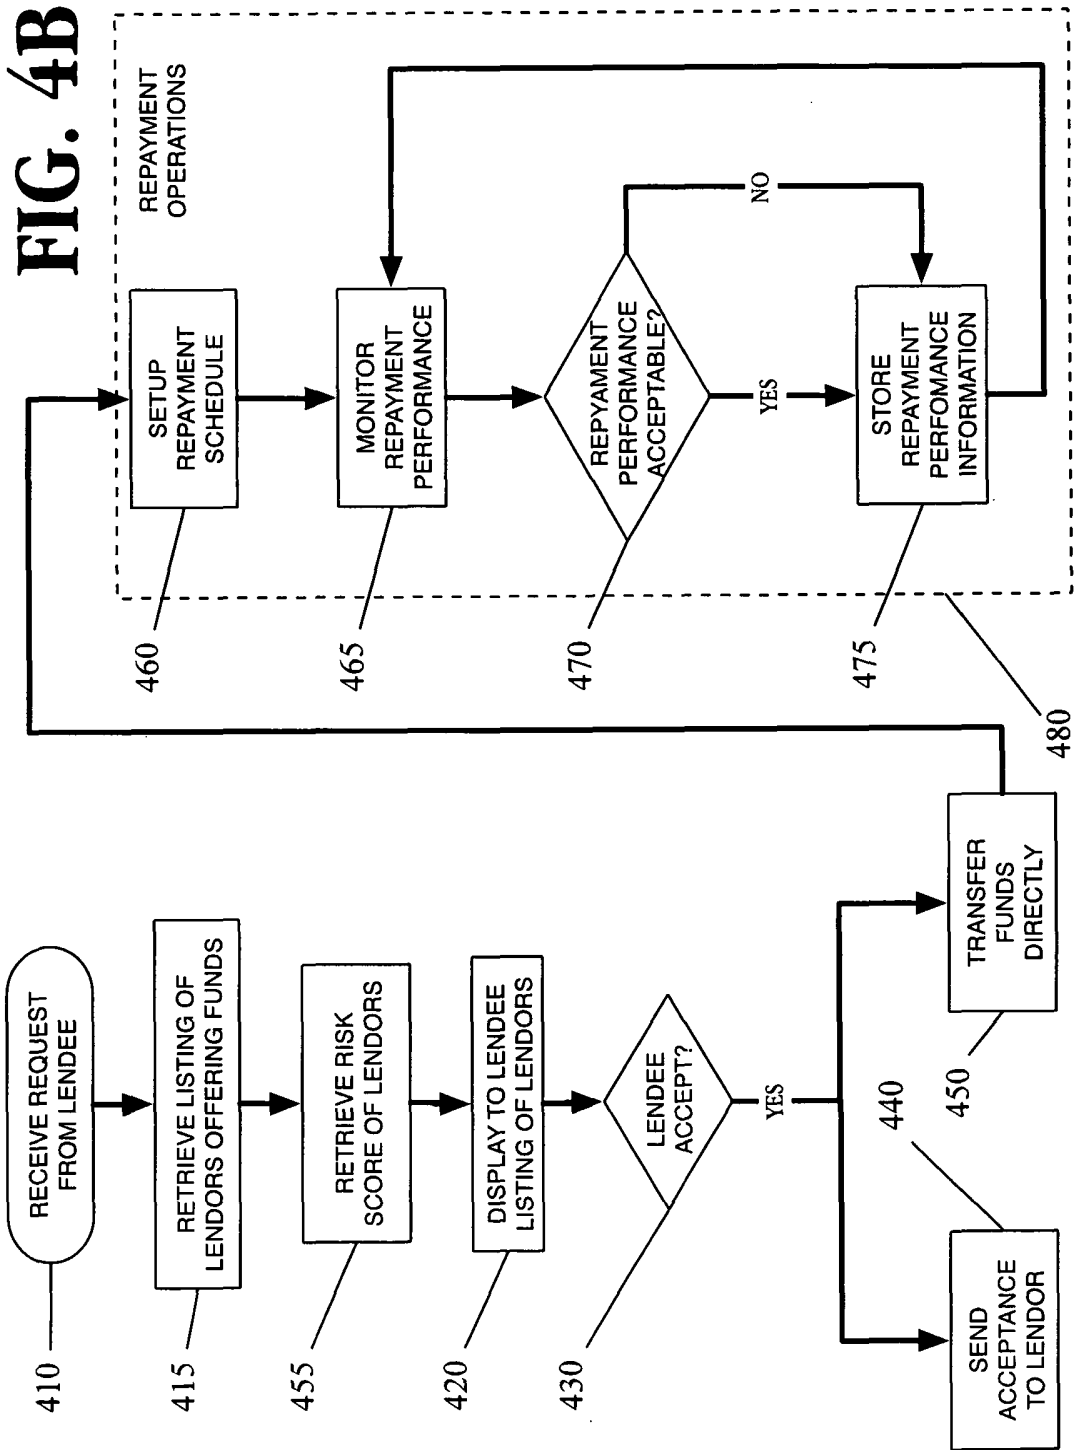 FIG. 4B
RECEIVE REQUEST
FROM LENDEE
410
RETRIEVE LISTING OF
LENDORS OFFERING FUNDS
415
RETRIEVE RISK
SCORE OF LENDORS
455
DISPLAY TO LENDEE
LISTING OF LENDORS
420
LENDEE
ACCEPT?
430
YES
SEND
ACCEPTANCE
TO LENDOR
440
TRANSFER
FUNDS
DIRECTLY
450
REPAYMENT
OPERATIONS
SETUP
REPAYMENT
SCHEDULE
460
MONITOR
REPAYMENT
PERFORMANCE
465
REPYAMENT
PERFORMANCE
ACCEPTABLE?
470
NO
YES
STORE
REPAYMENT
PERFOMANCE
INFORMATION
475
480